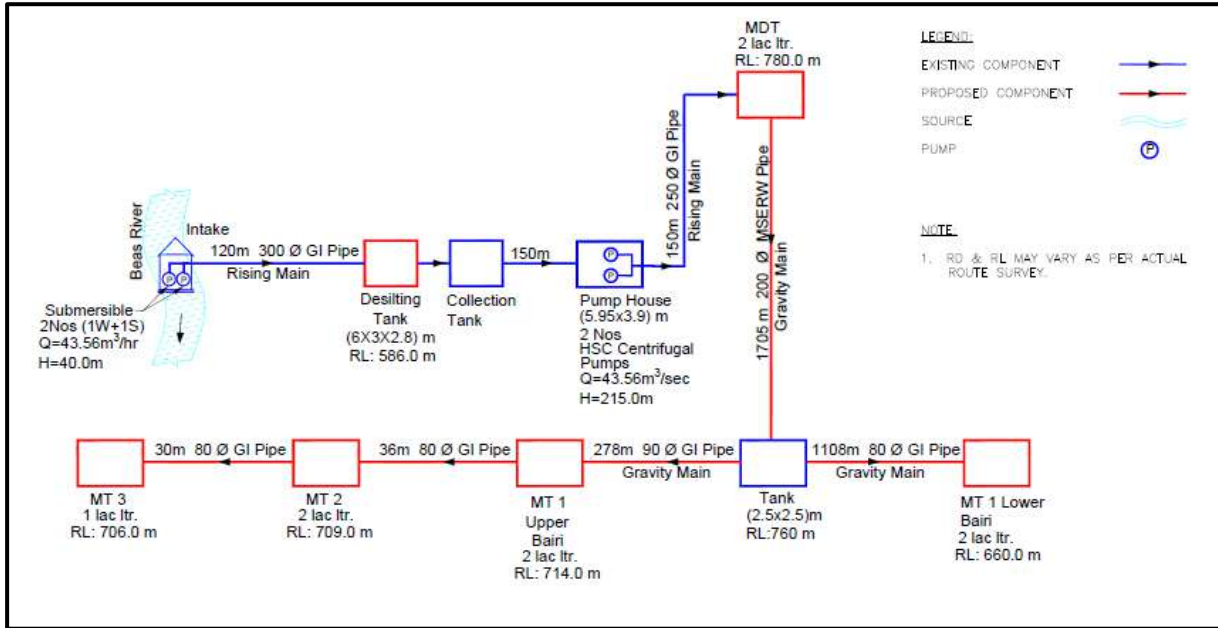 MDT
2 lac ltr.
RL: 780.0 m
LEGEND:
EXISTING COMPONENT
PROPOSED COMPONENT
SOURCE
PUMP
P
NOTE
1. RD & RL MAY VARY AS PER ACTUAL
ROUTE SURVEY.
150m 250 Ø GI Pipe
Rising Main
1705 m 200 Ø MSERW Pipe
Gravity Main
Beas River
Intake
P P
120m 300 Ø GI Pipe
Rising Main
Submersible
2Nos (1W+1S)
Q=43.56m³/hr
H=40.0m
Desilting
Tank
(6X3X2.8) m
RL: 586.0 m
Collection
Tank
150m
P
P
Pump House
(5.95x3.9) m
2 Nos
HSC Centrifugal
Pumps
Q=43.56m³/sec
H=215.0m
30m 80 Ø GI Pipe
36m 80 Ø GI Pipe
278m 90 Ø GI Pipe
Gravity Main
1108m 80 Ø GI Pipe
Gravity Main
MT 3
1 lac ltr.
RL: 706.0 m
MT 2
2 lac ltr.
RL: 709.0 m
MT 1
Upper
Bairi
2 lac ltr.
RL: 714.0 m
Tank
(2.5x2.5)m
RL:760 m
MT 1 Lower
Bairi
2 lac ltr.
RL: 660.0 m